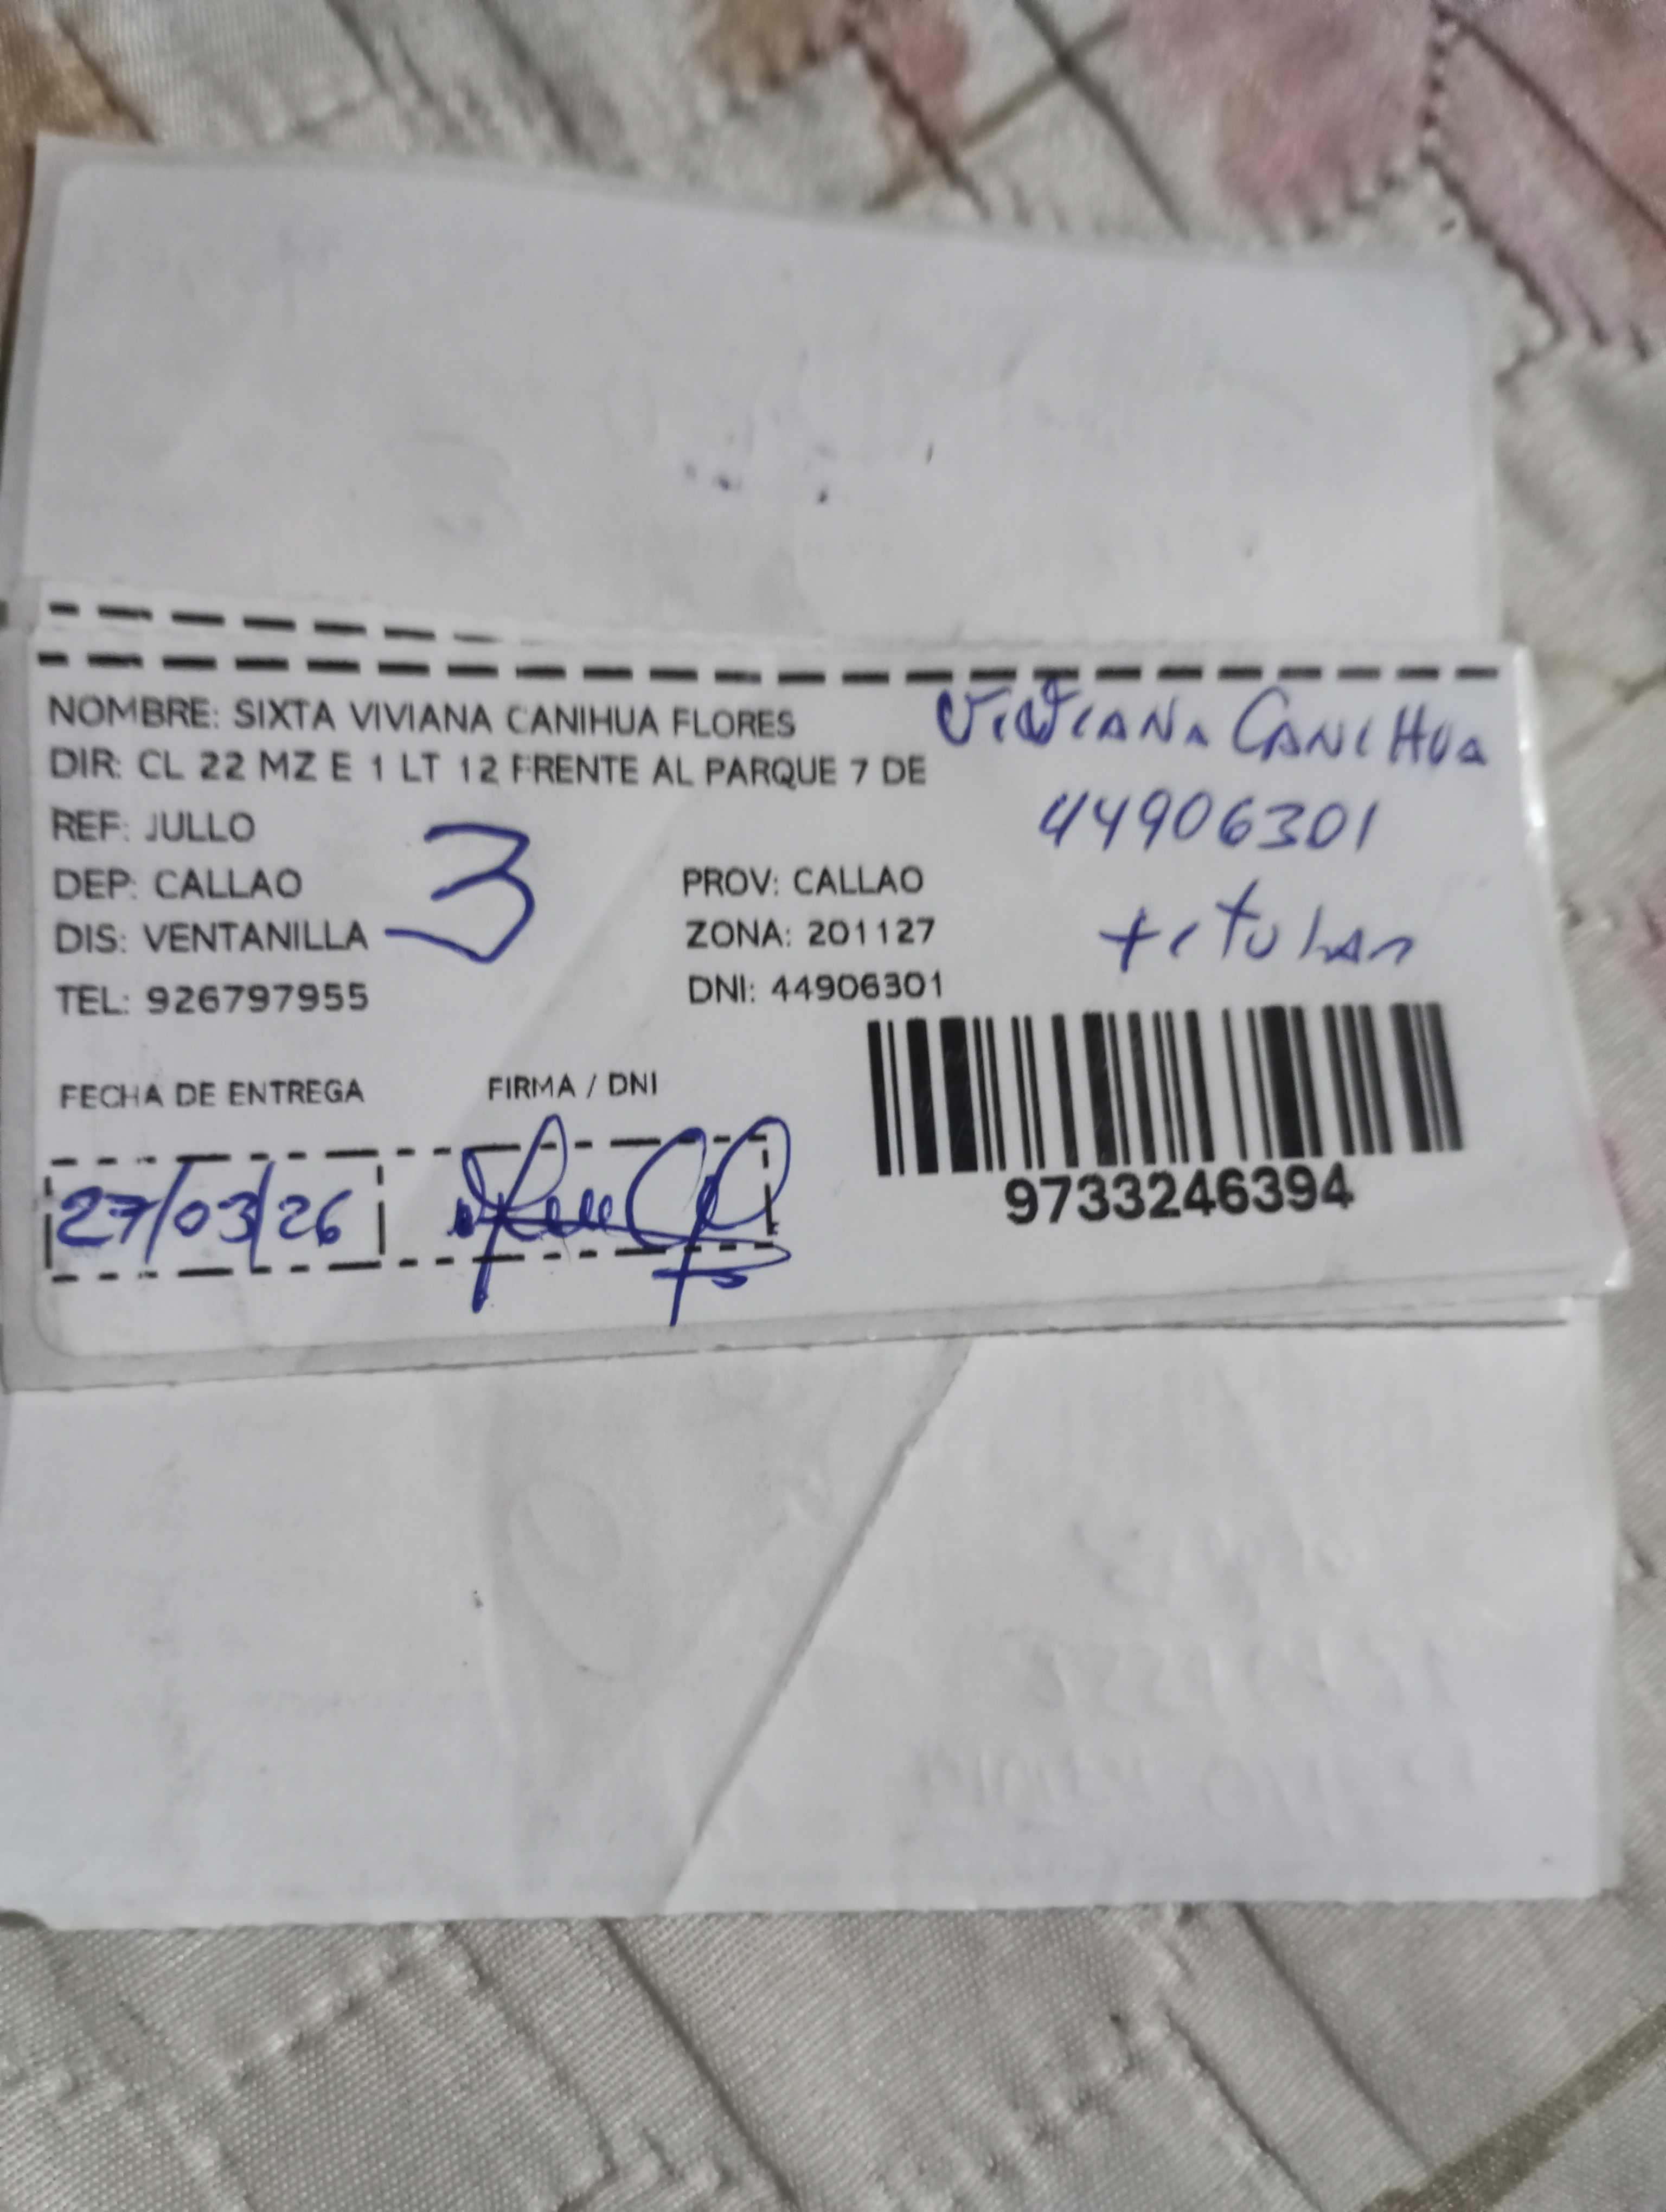 NOMBRE: SIXTA VIVIANA CANIHUA FLORES
VIVIANA CANIHUA
DIR: CL 22 MZ E 1 LT 12 FRENTE AL PARQUE 7 DE
44906301
REF: JULLO
3
DEP: CALLAO
PROV: CALLAO
titular
DIS: VENTANILLA
ZONA: 201127
TEL: 926797955
DNI: 44906301
FECHA DE ENTREGA
FIRMA / DNI
27/03/26
9733246394